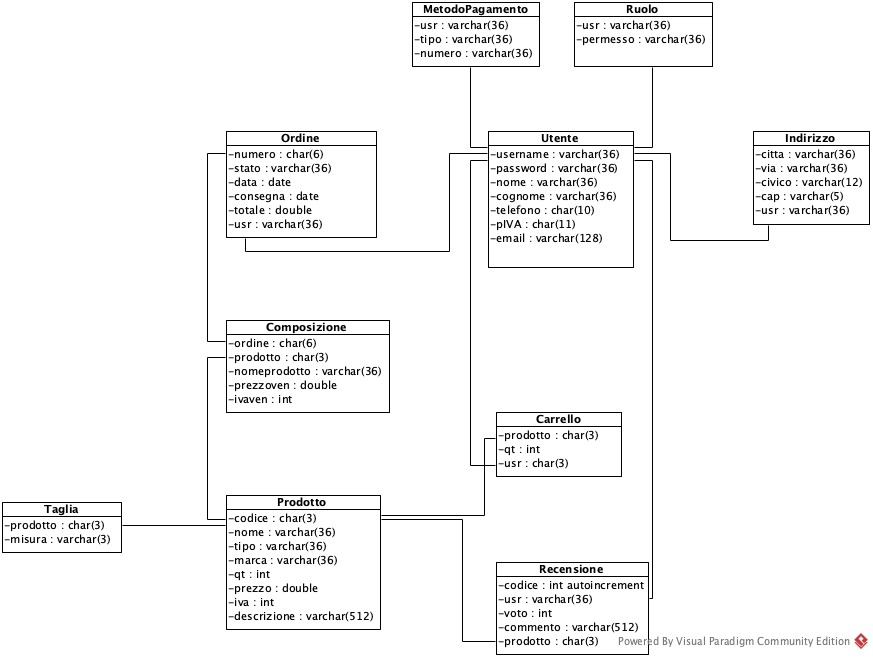 MetodoPagamento
-usr : varchar(36)
-tipo : varchar(36)
-numero : varchar(36)
Ruolo
-usr : varchar(36)
-permesso : varchar(36)
Ordine
-numero : char(6)
-stato : varchar(36)
-data : date
-consegna : date
-totale : double
-usr : varchar(36)
Utente
-username : varchar(36)
-password : varchar(36)
-nome : varchar(36)
-cognome : varchar(36)
-telefono : char(10)
-pIVA : char(11)
-email : varchar(128)
Indirizzo
-citta : varchar(36)
-via : varchar(36)
-civico : varchar(12)
-cap : varchar(5)
-usr : varchar(36)
Composizione
-ordine : char(6)
-prodotto : char(3)
-nomeprodotto : varchar(36)
-prezzoven : double
-ivaven : int
Carrello
-prodotto : char(3)
-qt : int
-usr : char(3)
Taglia
-prodotto : char(3)
-misura : varchar(3)
Prodotto
-codice : char(3)
-nome : varchar(36)
-tipo : varchar(36)
-marca : varchar(36)
-qt : int
-prezzo : double
-iva : int
-descrizione : varchar(512)
Recensione
-codice : int autoincrement
-usr : varchar(36)
-voto : int
-commento : varchar(512)
-prodotto : char(3)
Powered By Visual Paradigm Community Edition